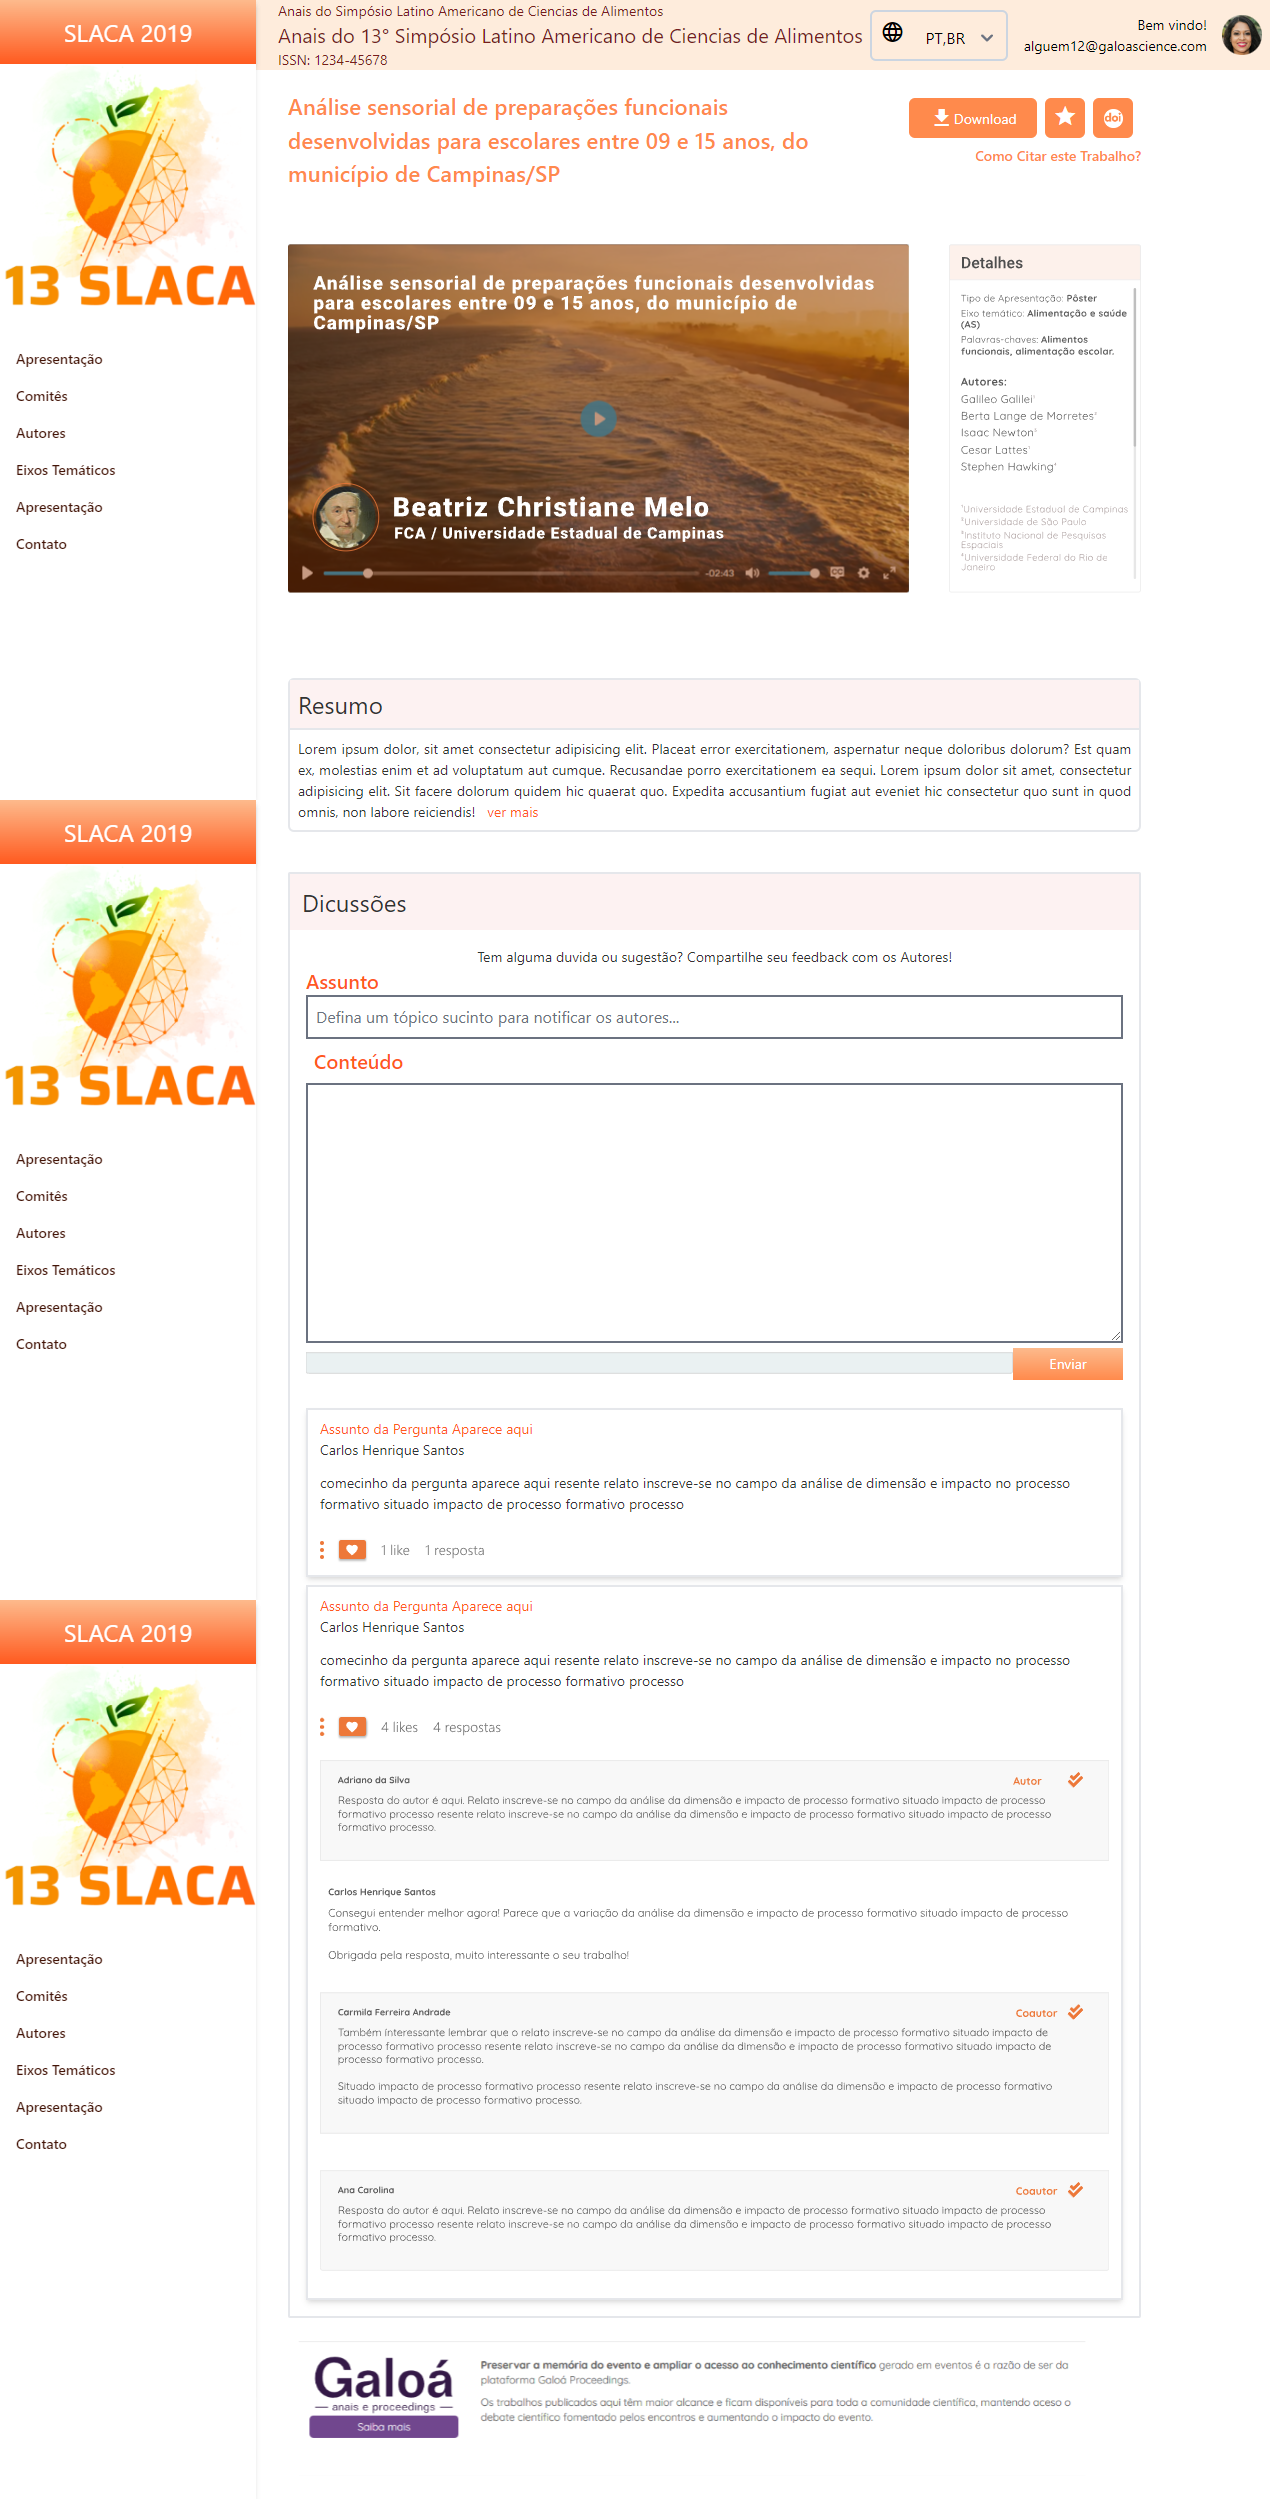 SLACA 2019
13 SLACA
Apresentação
Comitês
Autores
Eixos Temáticos
Apresentação
Contato
Anais do Simpósio Latino Americano de Ciencias de Alimentos
Anais do 13° Simpósio Latino Americano de Ciencias de Alimentos
ISSN: 1234-45678
PT,BR
Bem vindo!
alguem12@galoascience.com
Análise sensorial de preparações funcionais
desenvolvidas para escolares entre 09 e 15 anos, do
município de Campinas/SP
Download
doi
Como Citar este Trabalho?
Análise sensorial de preparações funcionais desenvolvidas
para escolares entre 09 e 15 anos, do município de
Campinas/SP
Beatriz Christiane Melo
FCA / Universidade Estadual de Campinas
-02:43
Detalhes
Tipo de Apresentação: Pôster
Eixo temático: Alimentação e saúde
(AS)
Palavras-chaves: Alimentos
funcionais, alimentação escolar.
Autores:
Galileo Galilei
Berta Lange de Morretes
Isaac Newton
Cesar Lattes
Stephen Hawking
Universidade Estadual de Campinas
Universidade de São Paulo
Instituto Nacional de Pesquisas
Espaciais
Universidade Federal do Rio de
Janeiro
Resumo
Lorem ipsum dolor, sit amet consectetur adipisicing elit. Placeat error exercitationem, aspernatur neque doloribus dolorum? Est quam
ex, molestias enim et ad voluptatum aut cumque. Recusandae porro exercitationem ea sequi. Lorem ipsum dolor sit amet, consectetur
adipisicing elit. Sit facere dolorum quidem hic quaerat quo. Expedita accusantium fugiat aut eveniet hic consectetur quo sunt in quod
omnis, non labore reiciendis! ver mais
SLACA 2019
13 SLACA
Apresentação
Comitês
Autores
Eixos Temáticos
Apresentação
Contato
Dicussões
Tem alguma duvida ou sugestão? Compartilhe seu feedback com os Autores!
Assunto
Defina um tópico sucinto para notificar os autores...
Conteúdo
Enviar
Assunto da Pergunta Aparece aqui
Carlos Henrique Santos
comecinho da pergunta aparece aqui resente relato inscreve-se no campo da análise de dimensão e impacto no processo
formativo situado impacto de processo formativo processo
1 like 1 resposta
Assunto da Pergunta Aparece aqui
Carlos Henrique Santos
comecinho da pergunta aparece aqui resente relato inscreve-se no campo da análise de dimensão e impacto no processo
formativo situado impacto de processo formativo processo
4 likes 4 respostas
SLACA 2019
13 SLACA
Apresentação
Comitês
Autores
Eixos Temáticos
Apresentação
Contato
Adriano da Silva
Autor
Resposta do autor é aqui. Relato inscreve-se no campo da análise da dimensão e impacto de processo formativo situado impacto de processo
formativo processo resente relato inscreve-se no campo da análise da dimensão e impacto de processo formativo situado impacto de processo
formativo processo.
Carlos Henrique Santos
Consegui entender melhor agora! Parece que a variação da análise da dimensão e impacto de processo formativo situado impacto de processo
formativo.
Obrigada pela resposta, muito interessante o seu trabalho!
Carmila Ferreira Andrade
Coautor
Também ínteressante lembrar que o relato inscreve-se no campo da análise da dimensão e impacto de processo formativo situado impacto de
processo formativo processo resente relato inscreve-se no campo da análise da dimensão e impacto de processo formativo situado impacto de
processo formativo processo.
Situado impacto de processo formativo processo resente relato inscreve-se no campo da análise da dimensão e impacto de processo formativo
situado impacto de processo formativo processo.
Ana Carolina
Coautor
Resposta do autor é aqui. Relato inscreve-se no campo da análise da dimensão e impacto de processo formativo situado impacto de processo
formativo processo resente relato inscreve-se no campo da análise da dimensão e impacto de processo formativo situado impacto de processo
formativo processo.
Galoá
anais e proceedings
Saiba mais
Preservar a memória do evento e ampliar o acesso ao conhecimento científico gerado em eventos é a razão de ser da
plataforma Galoá Proceedings.
Os trabalhos publicados aqui têm maior alcance e ficam disponíveis para toda a comunidade científica, mantendo aceso o
debate científico fomentado pelos encontros e aumentando o impacto do evento.